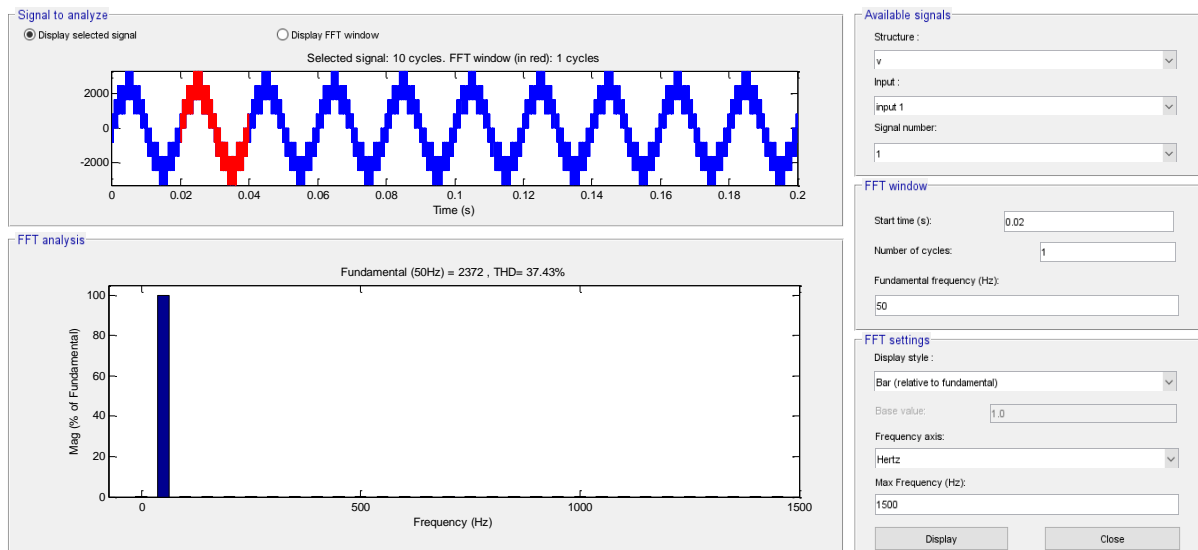 Signal to analyze
Display selected signal
Display FFT window
Selected signal: 10 cycles. FFT window (in red): 1 cycles
2000
0
-2000
0
0.02
0.04
0.06
0.08
0.1
0.12
0.14
0.16
0.18
0.2
Time (s)
FFT analysis
Fundamental (50Hz) = 2372 , THD= 37.43%
100
80
60
40
20
0
Mag (% of Fundamental)
0
500
1000
1500
Frequency (Hz)
Available signals
Structure :
v
Input :
input 1
Signal number:
1
FFT window
Start time (s):
0.02
Number of cycles:
1
Fundamental frequency (Hz):
50
FFT settings
Display style :
Bar (relative to fundamental)
Base value:
1.0
Frequency axis:
Hertz
Max Frequency (Hz):
1500
Display
Close